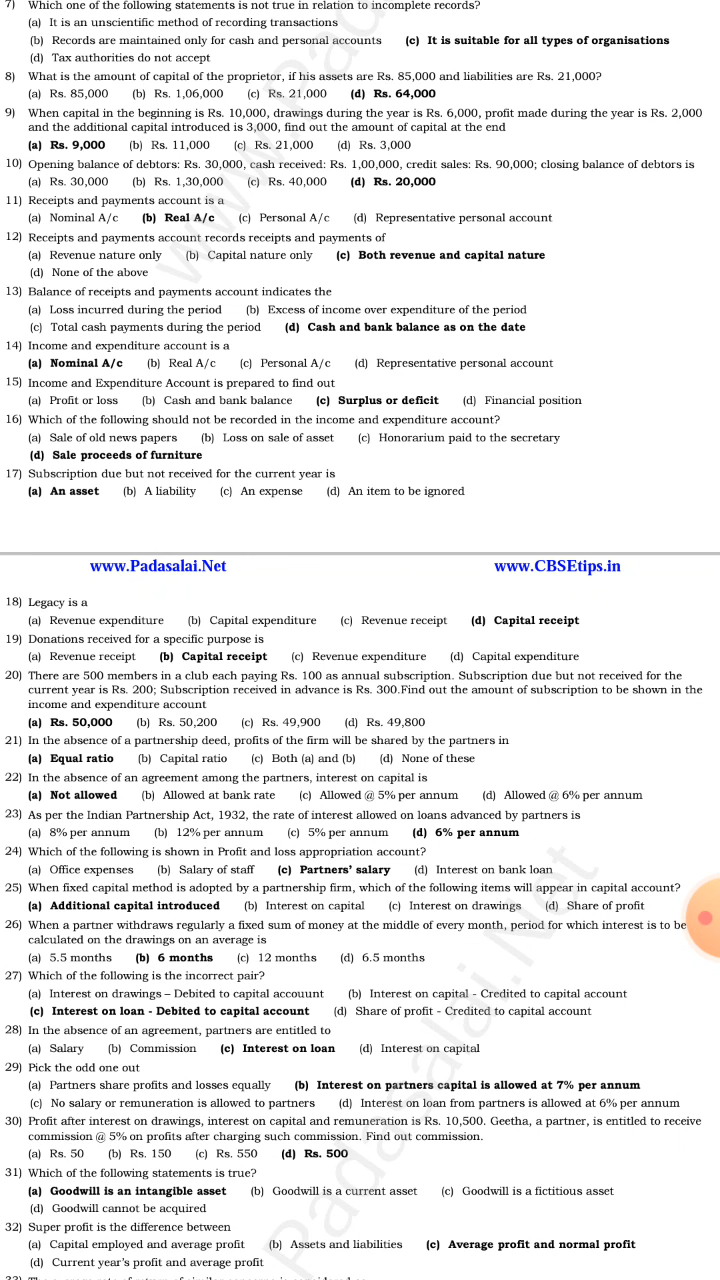 7) Which one of the following statements is not true in relation to incomplete records?
(a) It is an unscientific method of recording transactions
(b) Records are maintained only for cash and personal accounts (c) It is suitable for all types of organisations
(d) Tax authorities do not accept
8) What is the amount of capital of the proprietor, if his assets are Rs. 85,000 and liabilities are Rs. 21,000?
(a) Rs. 85,000 (b) Rs. 1,06,000 (c) Rs. 21,000 (d) Rs. 64,000
9) When capital in the beginning is Rs. 10,000, drawings during the year is Rs. 6,000, profit made during the year is Rs. 2,000
and the additional capital introduced is 3,000, find out the amount of capital at the end
(a) Rs. 9,000 (b) Rs. 11,000 (c) Rs. 21,000 (d) Rs. 3,000
10) Opening balance of debtors: Rs. 30,000, cash received: Rs. 1,00,000, credit sales: Rs. 90,000; closing balance of debtors is
(a) Rs. 30,000 (b) Rs. 1,30,000 (c) Rs. 40,000 (d) Rs. 20,000
11) Receipts and payments account is a
(a) Nominal A/c (b) Real A/c (c) Personal A/c (d) Representative personal account
12) Receipts and payments account records receipts and payments of
(a) Revenue nature only (b) Capital nature only (c) Both revenue and capital nature
(d) None of the above
13) Balance of receipts and payments account indicates the
(a) Loss incurred during the period (b) Excess of income over expenditure of the period
(c) Total cash payments during the period (d) Cash and bank balance as on the date
14) Income and expenditure account is a
(a) Nominal A/c (b) Real A/c (c) Personal A/c (d) Representative personal account
15) Income and Expenditure Account is prepared to find out
(a) Profit or loss (b) Cash and bank balance (c) Surplus or deficit (d) Financial position
16) Which of the following should not be recorded in the income and expenditure account?
(a) Sale of old news papers (b) Loss on sale of asset (c) Honorarium paid to the secretary
(d) Sale proceeds of furniture
17) Subscription due but not received for the current year is
(a) An asset (b) A liability (c) An expense (d) An item to be ignored
www.Padasalai.Net www.CBSEtips.in
18) Legacy is a
(a) Revenue expenditure (b) Capital expenditure (c) Revenue receipt (d) Capital receipt
19) Donations received for a specific purpose is
(a) Revenue receipt (b) Capital receipt (c) Revenue expenditure (d) Capital expenditure
20) There are 500 members in a club each paying Rs. 100 as annual subscription. Subscription due but not received for the
current year is Rs. 200; Subscription received in advance is Rs. 300.Find out the amount of subscription to be shown in the
income and expenditure account
(a) Rs. 50,000 (b) Rs. 50,200 (c) Rs. 49,900 (d) Rs. 49,800
21) In the absence of a partnership deed, profits of the firm will be shared by the partners in
(a) Equal ratio (b) Capital ratio (c) Both (a) and (b) (d) None of these
22) In the absence of an agreement among the partners, interest on capital is
(a) Not allowed (b) Allowed at bank rate (c) Allowed @ 5% per annum (d) Allowed @ 6% per annum
23) As per the Indian Partnership Act, 1932, the rate of interest allowed on loans advanced by partners is
(a) 8% per annum (b) 12% per annum (c) 5% per annum (d) 6% per annum
24) Which of the following is shown in Profit and loss appropriation account?
(a) Office expenses (b) Salary of staff (c) Partners' salary (d) Interest on bank loan
25) When fixed capital method is adopted by a partnership firm, which of the following items will appear in capital account?
(a) Additional capital introduced (b) Interest on capital (c) Interest on drawings (d) Share of profit
26) When a partner withdraws regularly a fixed sum of money at the middle of every month, period for which interest is to be
calculated on the drawings on an average is
(a) 5.5 months (b) 6 months (c) 12 months (d) 6.5 months
27) Which of the following is the incorrect pair?
(a) Interest on drawings – Debited to capital accouunt (b) Interest on capital - Credited to capital account
(c) Interest on loan - Debited to capital account (d) Share of profit - Credited to capital account
28) In the absence of an agreement, partners are entitled to
(a) Salary (b) Commission (c) Interest on loan (d) Interest on capital
29) Pick the odd one out
(a) Partners share profits and losses equally (b) Interest on partners capital is allowed at 7% per annum
(c) No salary or remuneration is allowed to partners (d) Interest on loan from partners is allowed at 6% per annum
30) Profit after interest on drawings, interest on capital and remuneration is Rs. 10,500. Geetha, a partner, is entitled to receive
commission @ 5% on profits after charging such commission. Find out commission.
(a) Rs. 50 (b) Rs. 150 (c) Rs. 550 (d) Rs. 500
31) Which of the following statements is true?
(a) Goodwill is an intangible asset (b) Goodwill is a current asset (c) Goodwill is a fictitious asset
(d) Goodwill cannot be acquired
32) Super profit is the difference between
(a) Capital employed and average profit (b) Assets and liabilities (c) Average profit and normal profit
(d) Current year's profit and average profit